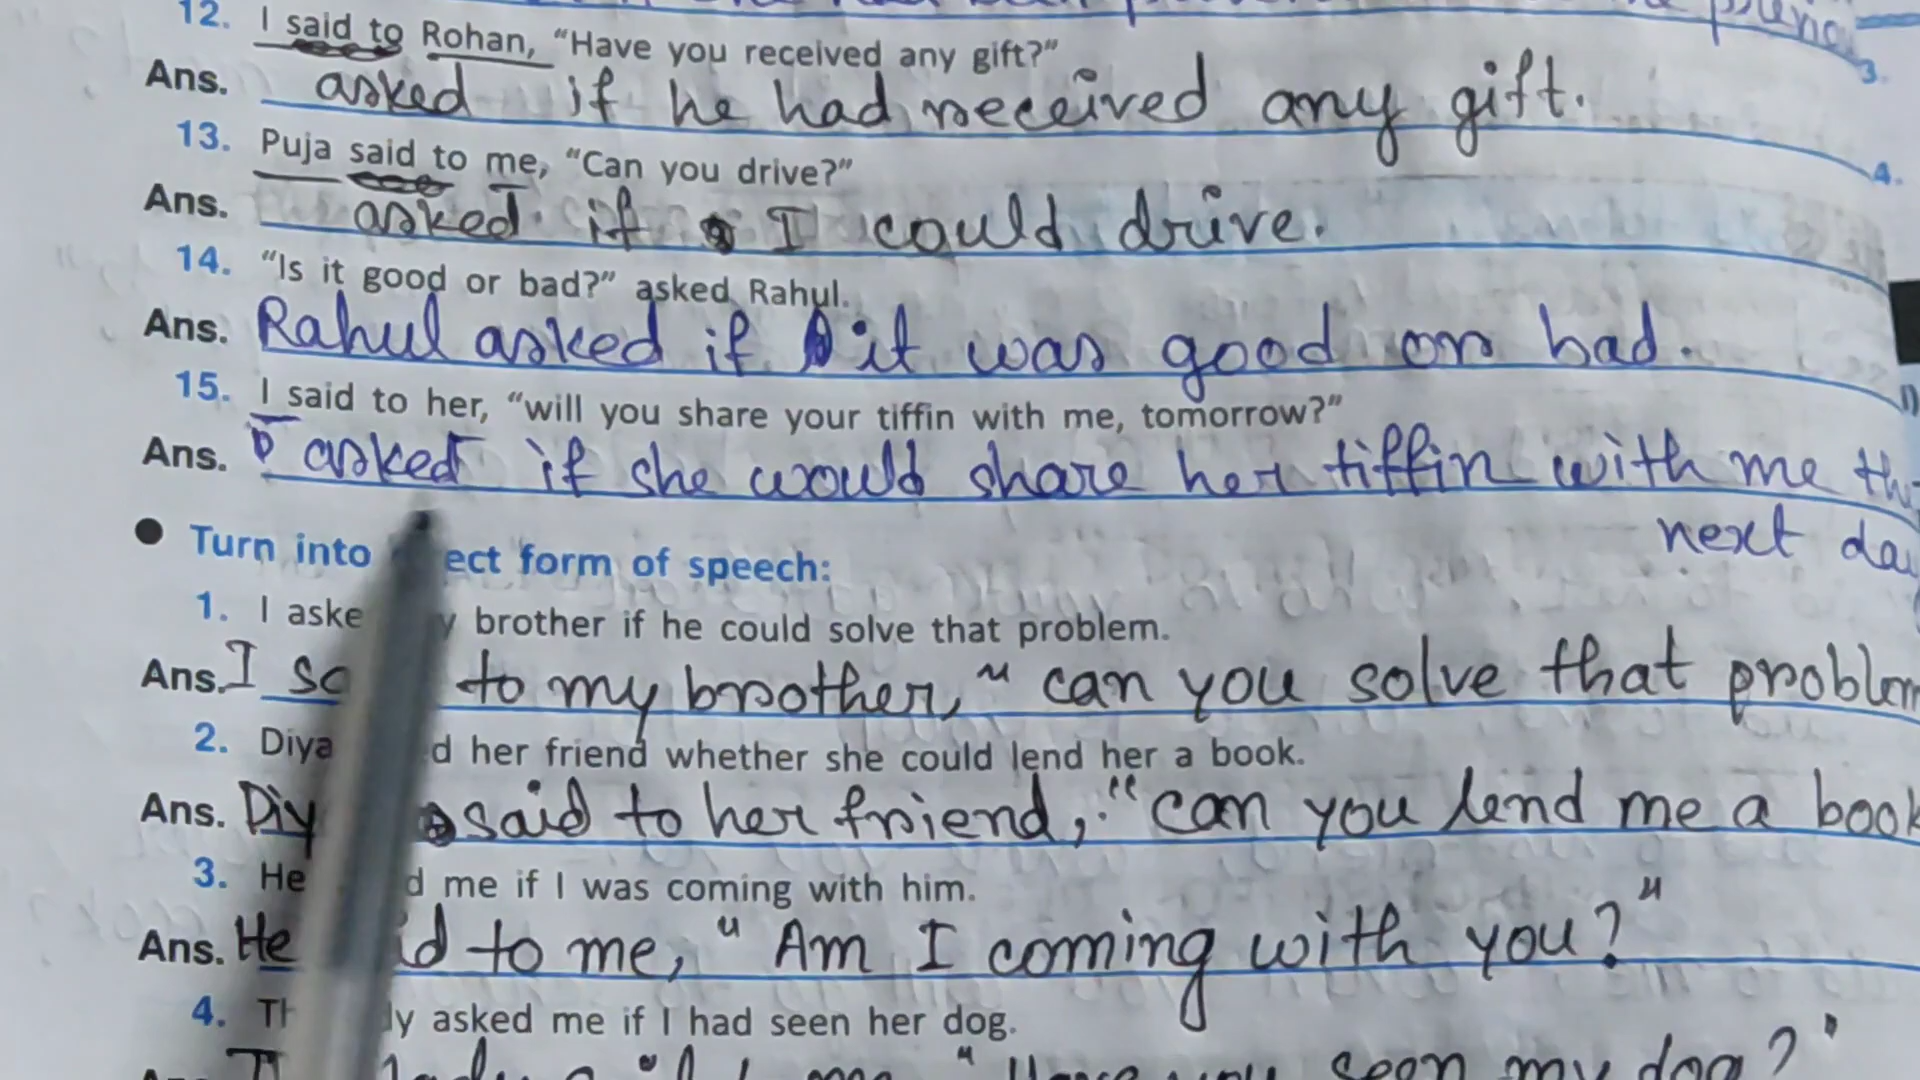 12. I said to Rohan, “Have you received any gift?”
Ans. asked if he had received any gift.
3.
13. Puja said to me, “Can you drive?”
4.
Ans. asked if I could drive.
14. “Is it good or bad?” asked Rahul.
Ans. Rahul asked if it was good or bad.
15. I said to her, “will you share your tiffin with me, tomorrow?”
Ans. asked if she would share her tiffin with me
next
Turn into form of speech:
1. I brother if he could solve that problem.
Ans. I to my brother, “can you solve that
2. her friend whether she could lend her a book.
Ans. said to her friend, “can you lend me a book
3. He me if I was coming with him.
Ans. He to me, “Am I coming with you?”
4. asked me if I had seen her dog.
seen my dog?”